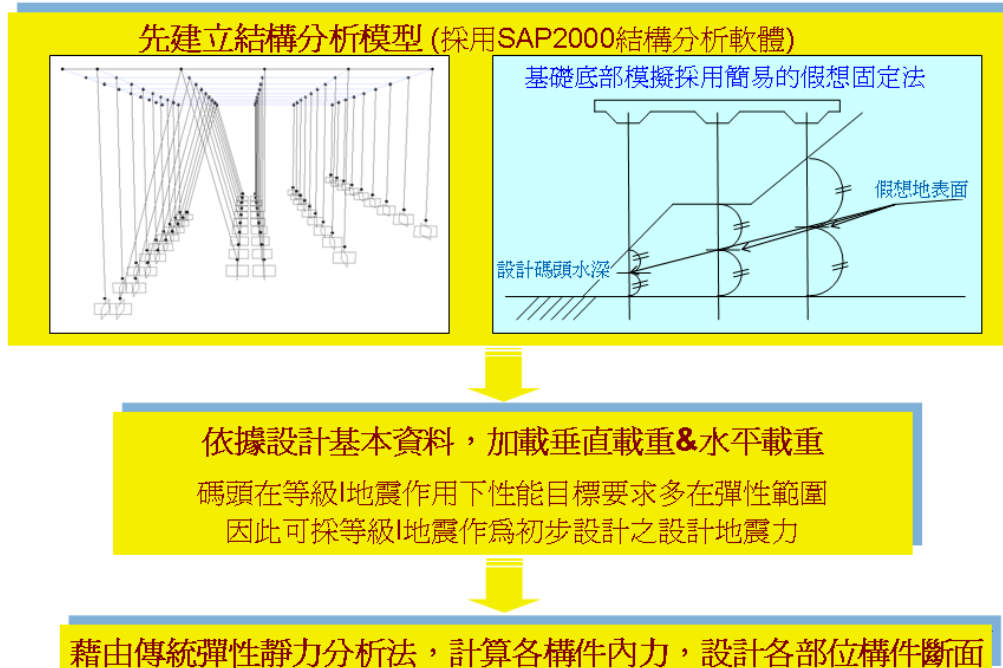 先建立結構分析模型 (採用SAP2000結構分析軟體)
基礎底部模擬採用簡易的假想固定法
假想地表面
設計碼頭水深
依據設計基本資料，加載垂直載重&水平載重
碼頭在等級I地震作用下性能目標要求多在彈性範圍
因此可採等級I地震作為初步設計之設計地震力
藉由傳統彈性靜力分析法，計算各構件內力，設計各部位構件斷面